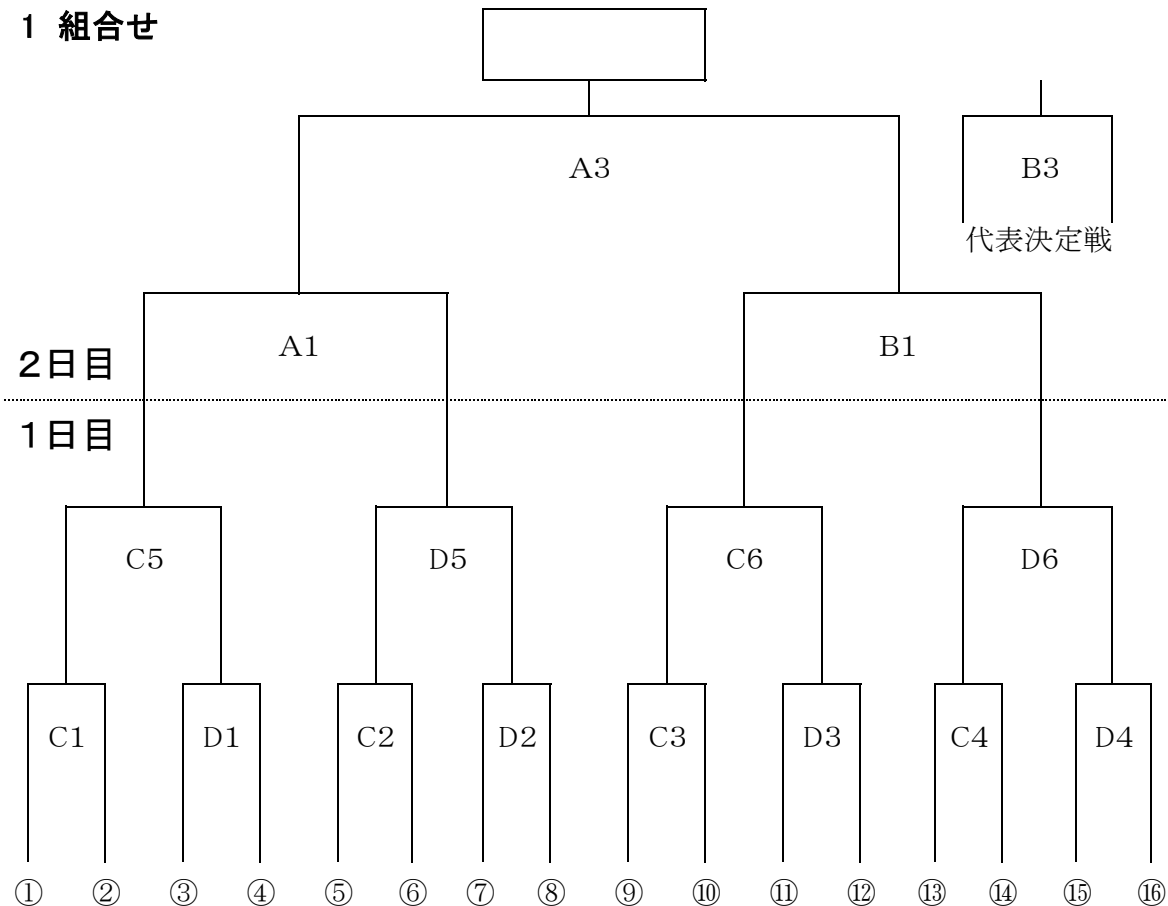 1 組合せ
A3
B3
代表決定戦
A1
B1
2日目
1日目
C5
D5
C6
D6
C1
D1
C2
D2
C3
D3
C4
D4
① ② ③ ④ ⑤ ⑥ ⑦ ⑧ ⑨ ⑩ ⑪ ⑫ ⑬ ⑭ ⑮ ⑯